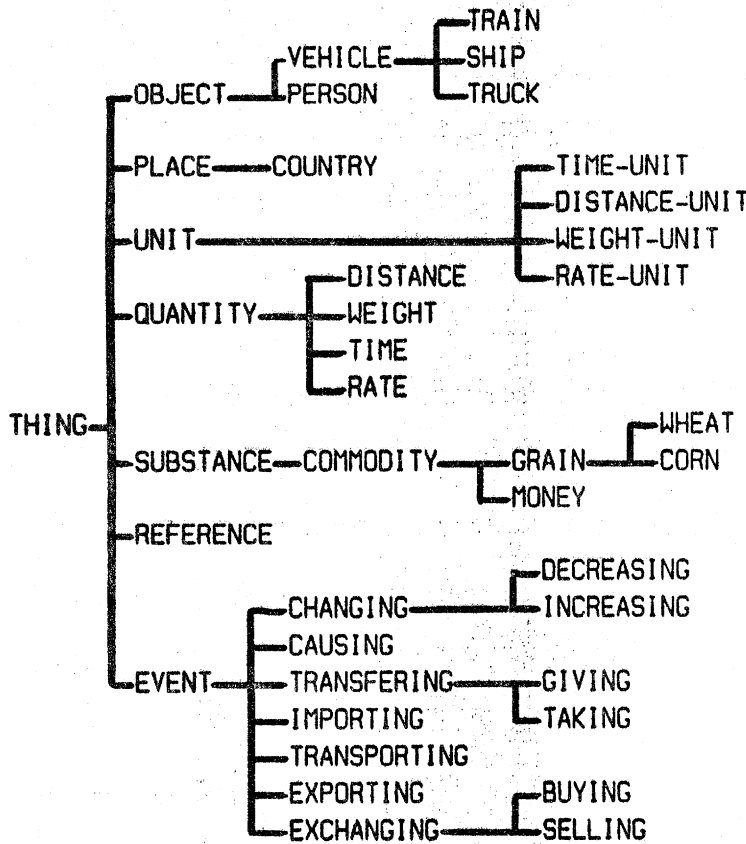 TRAIN
VEHICLE SHIP
OBJECT PERSON TRUCK
PLACE COUNTRY TIME-UNIT
DISTANCE-UNIT
UNIT WEIGHT-UNIT
DISTANCE RATE-UNIT
QUANTITY WEIGHT
TIME
RATE
THING WHEAT
SUBSTANCE COMMODITY GRAIN CORN
MONEY
REFERENCE
DECREASING
CHANGING INCREASING
CAUSING
EVENT TRANSFERING GIVING
IMPORTING TAKING
TRANSPORTING
EXPORTING BUYING
EXCHANGING SELLING